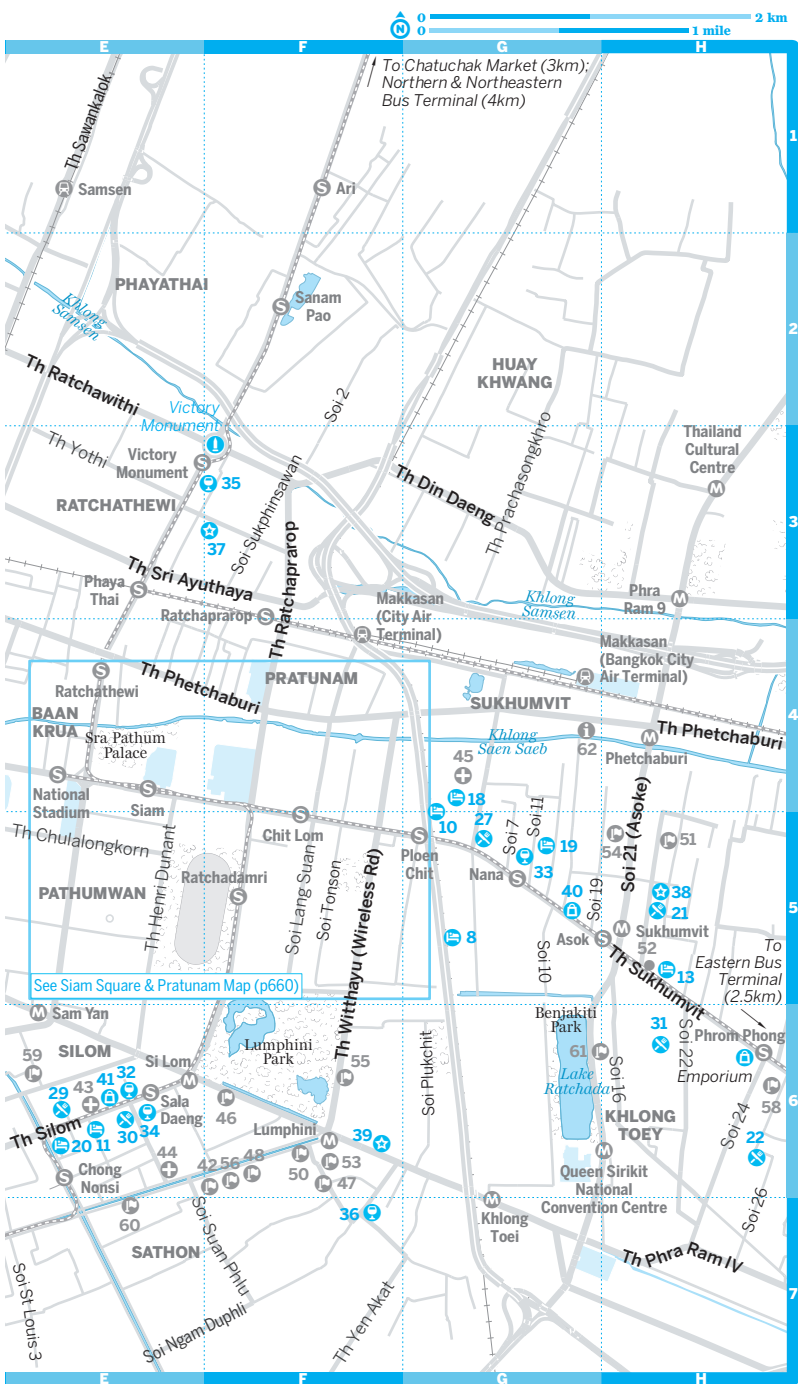 0 2 km
N 0 1 mile
E F G H
To Chatuchak Market (3km);
Northern & Northeastern
Bus Terminal (4km)
Th Sawankalok
1
Samsen
S Ari
PHAYATHAI
Khlong
Samsen
S Sanam
Pao
2
HUAY
KHWANG
Th Ratchawithi
Soi 2
Victory
Monument
Th Yothi
Victory
Monument
S
35
RATCHATHEWI
37
Soi Sukphinsawan
Th Din Daeng
Th Prachasongkhro
Thailand
Cultural
Centre
M
3
Th Sri Ayuthaya
Phaya
Thai
S
Ratchaprarop S
Th Ratchaprarop
Makkasan
(City Air
Terminal)
Khlong
Samsen
Phra
Ram 9
M
Makkasan
(Bangkok City
Air Terminal)
S
Ratchathewi
Th Phetchaburi
PRATUNAM
SUKHUMVIT
BAAN
KRUA
Sra Pathum
Palace
Khlong
Saen Saeb
62
Th Phetchaburi
M
Phetchaburi
4
45
S
National
Stadium
S
Siam
18
10
27
Soi 7
Soi 11
19
33
Soi 21 (Asoke)
54
51
Th Chulalongkorn
S
Chit Lom
S
Ploen
Chit
Nana S
Th Henri Dunant
Ratchadamri
S
PATHUMWAN
Soi Lang Suan
Soi Tonson
Th Witthayu (Wireless Rd)
40
Soi 19
38
21
5
8
Asok S
M Sukhumvit
52
Soi 10
Th Sukhumvit
13
To
Eastern Bus
Terminal
(2.5km)
See Siam Square & Pratunam Map (p660)
M Sam Yan
SILOM
59
Si Lom
M
Lumphini
Park
55
Soi Plukchit
Benjakiti
Park
61
Lake
Ratchada
Soi 16
31
Soi 22
Phrom Phong
S
Emporium
58
29
43
41
32
S
Sala
Daeng
46
Th Silom
20
11
30
34
Lumphini
M
39
KHLONG
TOEY
Soi 24
22
6
S
Chong
Nonsi
44
42
56
48
50
53
47
M
Queen Sirikit
National
Convention Centre
60
36
M
Khlong
Toei
Soi 26
SATHON
Soi Suan Phlu
Th Phra Ram IV
Soi St Louis 3
Soi Ngam Duphli
Th Yen Akat
7
E F G H